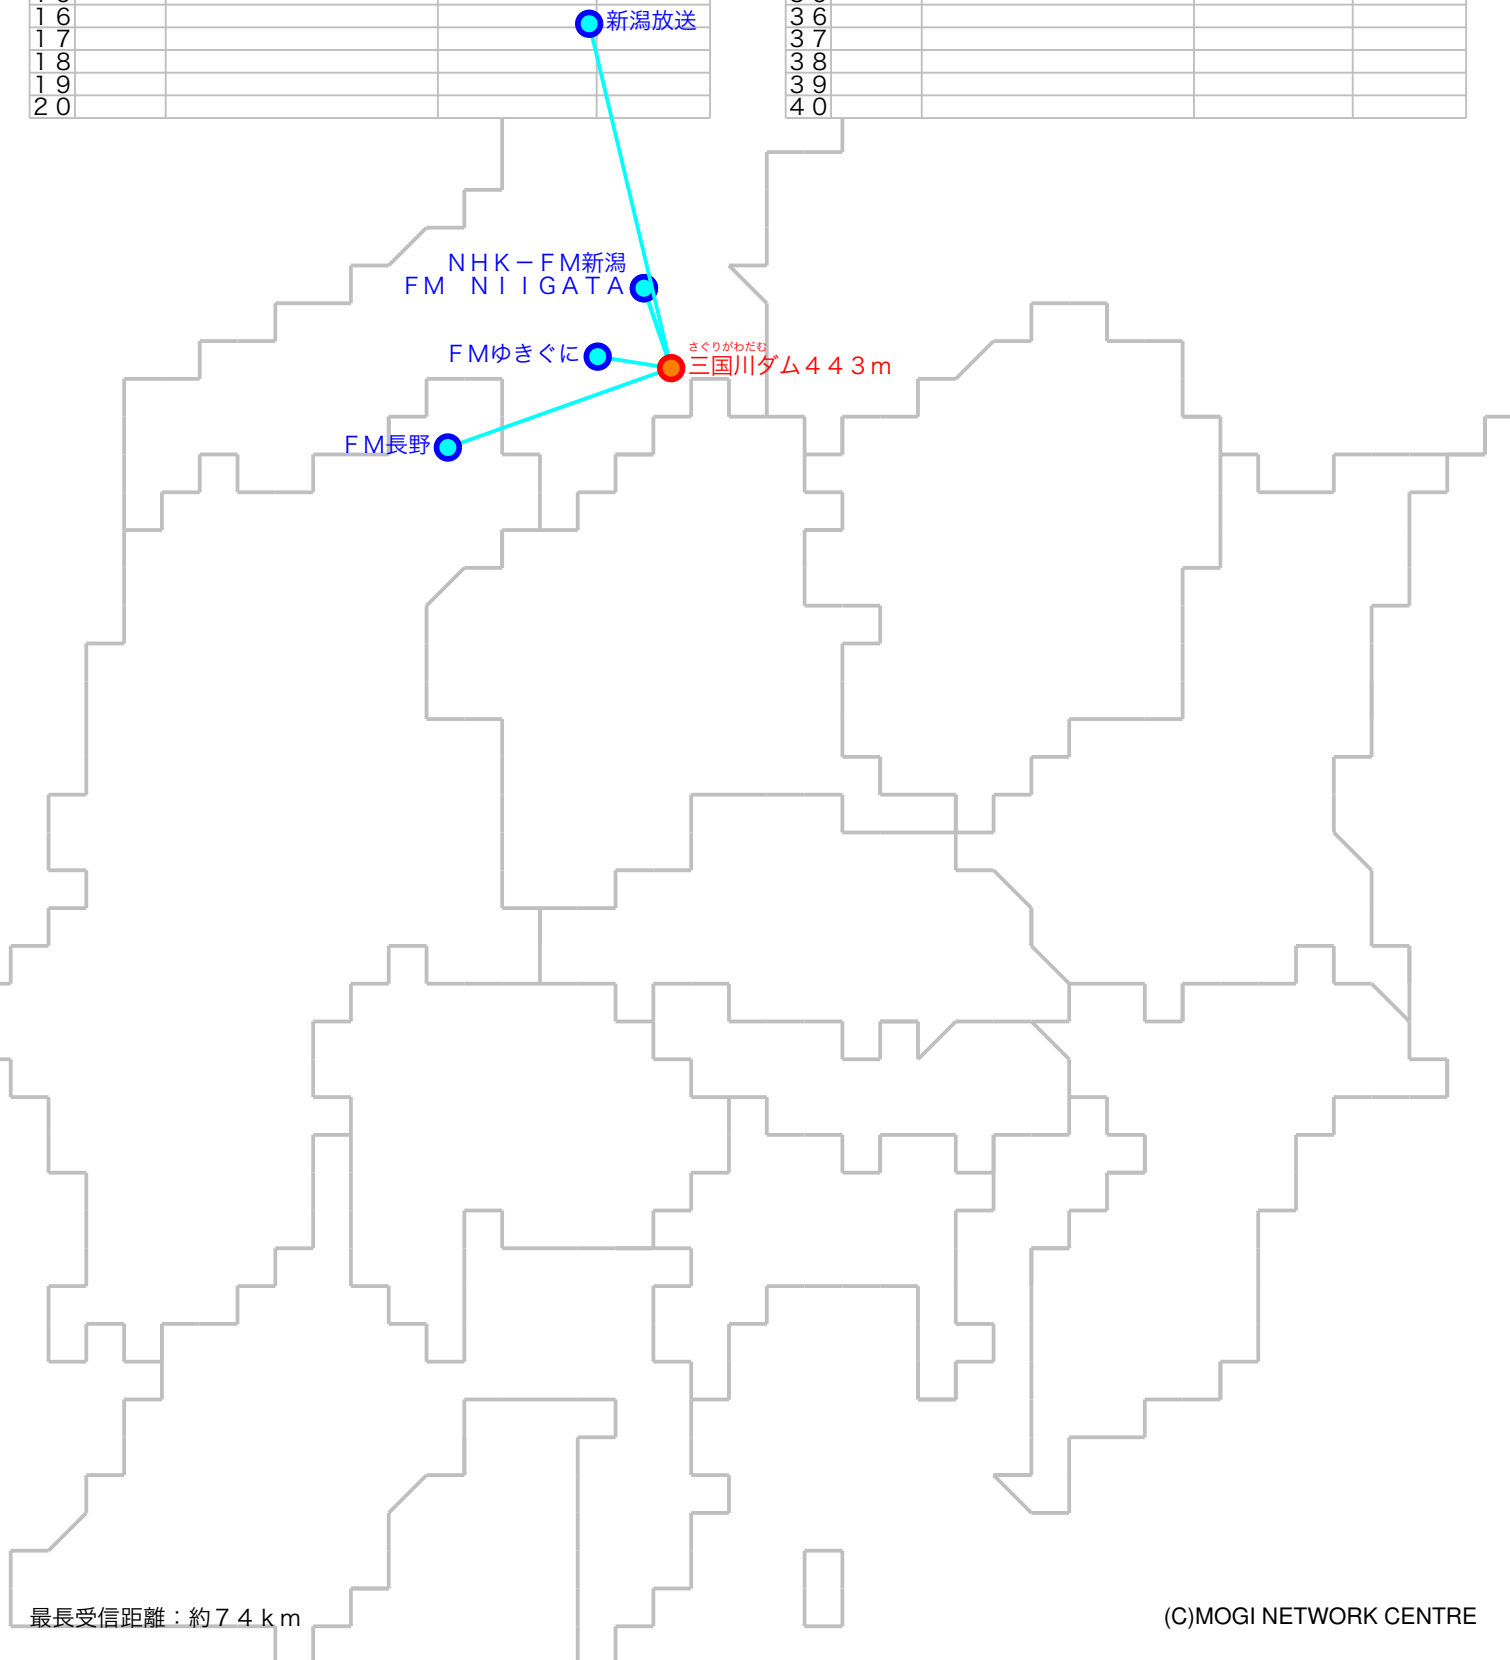 １６
新潟放送
３６
１７
３７
１８
３８
１９
３９
２０
４０
ＮＨＫ－ＦＭ新潟
ＦＭ　ＮＩＩＧＡＴＡ
ＦＭゆきぐに
さぐりがわだむ
三国川ダム４４３ｍ
ＦＭ長野
最長受信距離：約７４ｋｍ
(C)MOGI NETWORK CENTRE